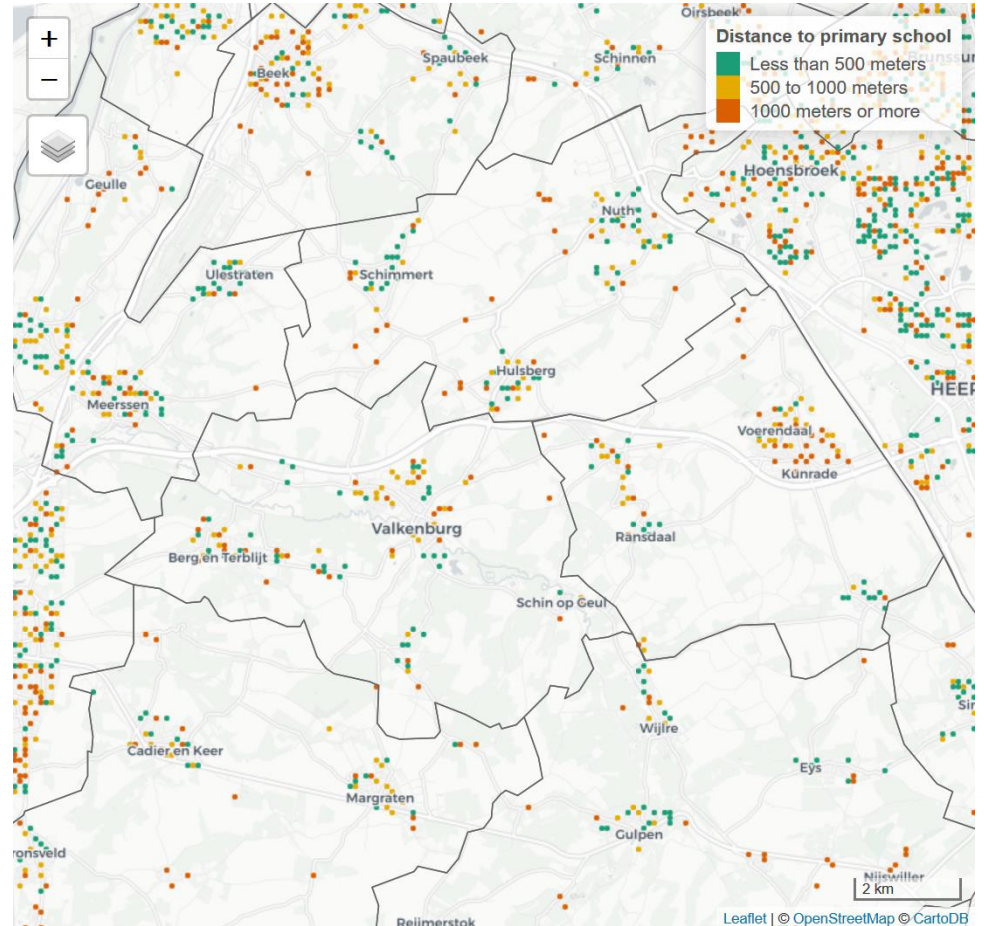 +
−
Oirsbeek
Distance to primary school
Less than 500 meters
500 to 1000 meters
1000 meters or more
Beek
Spaubeek
Schinnen
Geulle
Hoensbroek
Nuth
Ulestraten
Schimmert
Hulsberg
Meerssen
HEER
Voerendaal
Kunrade
Valkenburg
Ransdaal
Berg en Terblijt
Schin op Geul
Wijlre
Cadier en Keer
Eys
Margraten
Gulpen
ronsveld
Nijswiller
2 km
Reijmerstok
Leaflet | © OpenStreetMap © CartoDB